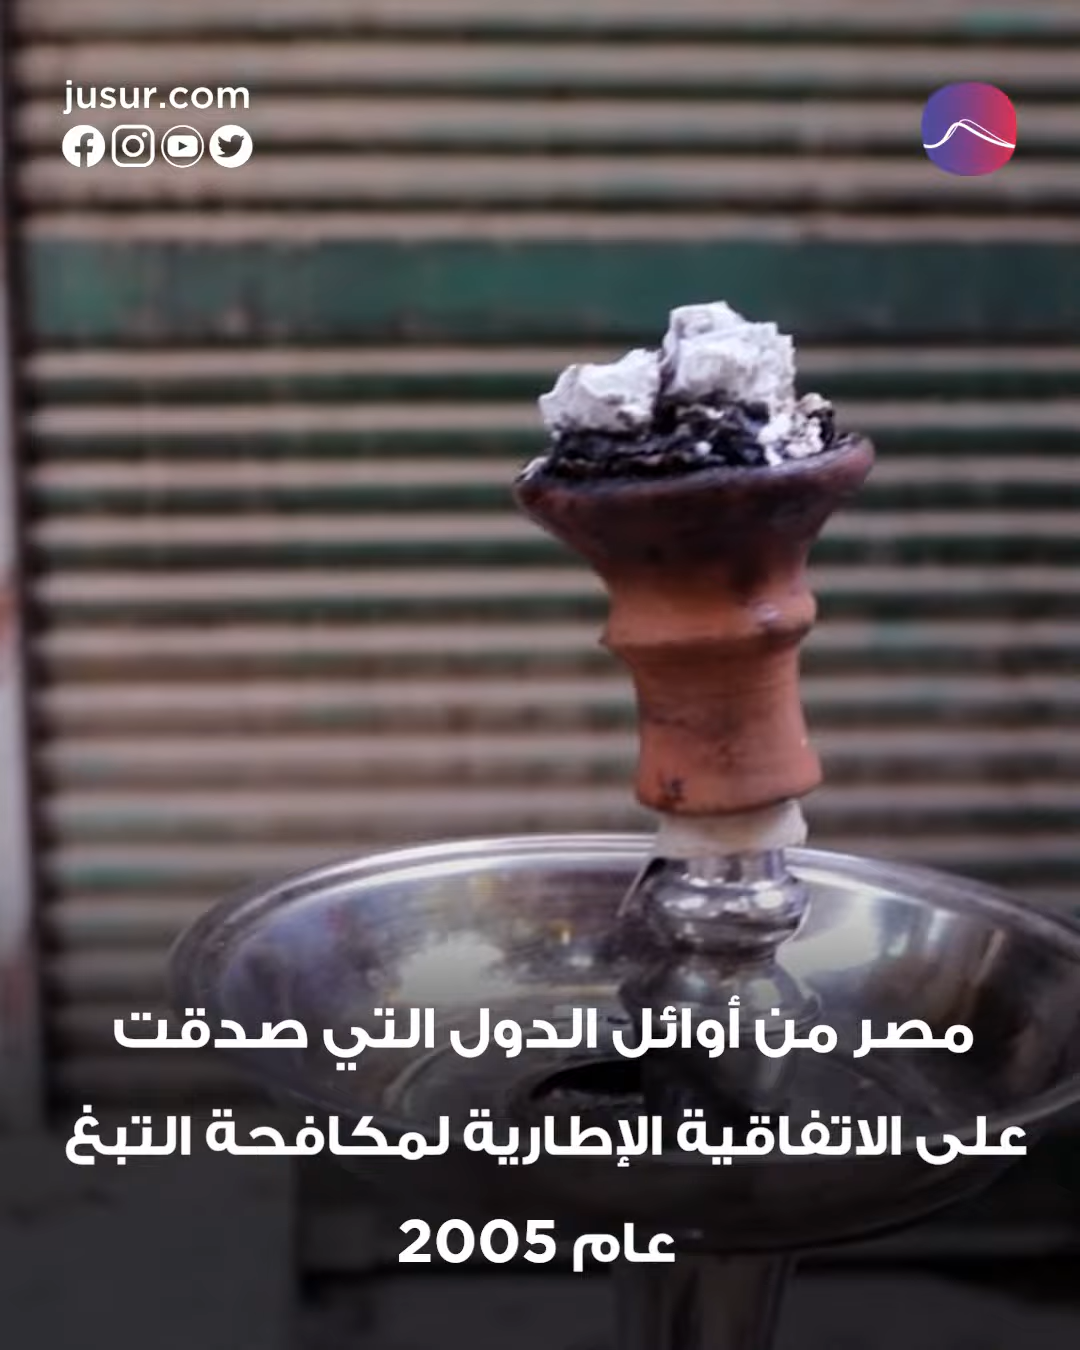 jusur.com
مصر من أوائل الدول التي صدقت
على الاتفاقية الإطارية لمكافحة التبغ
عام 2005